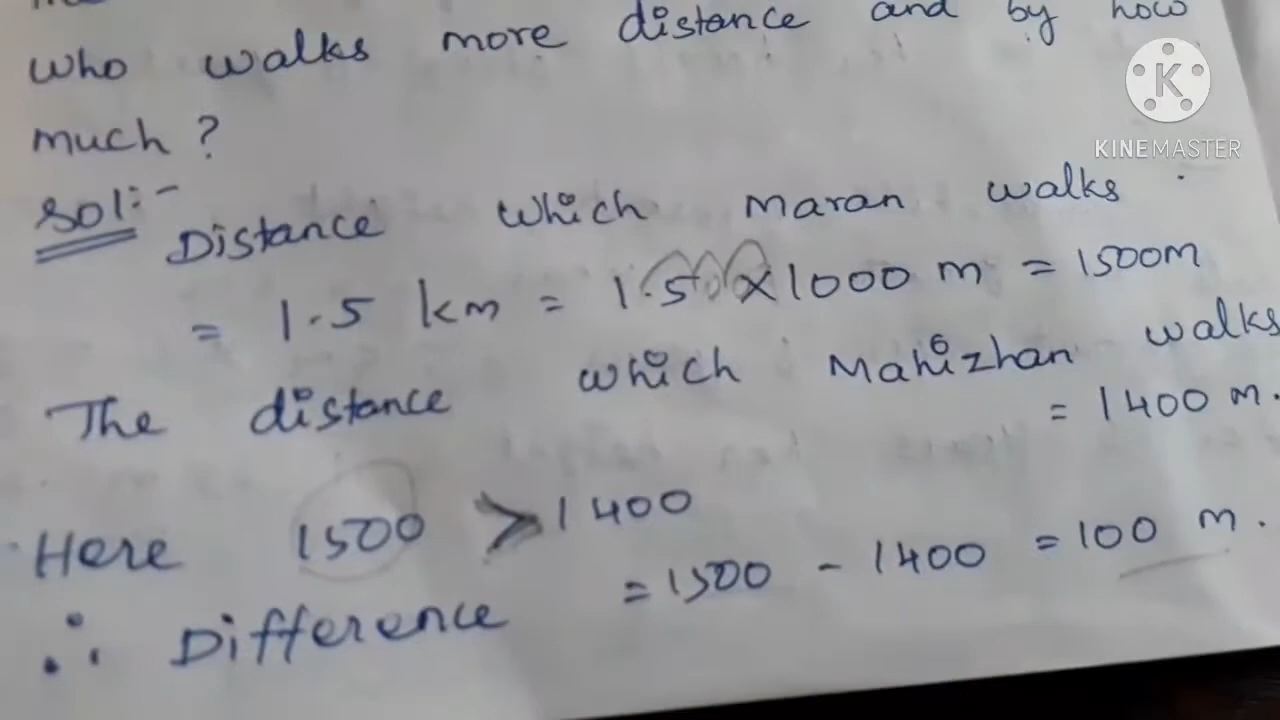 who walks more distance and by how
much?
Sol:-
Distance which maran walks
= 1.5 km = 1.5 × 1000 m = 1500m
The distance which Mahizhan walks
= 1400 m.
Here 1500 > 1400
∴ Difference = 1500 - 1400 = 100 m.
K
KINEMASTER